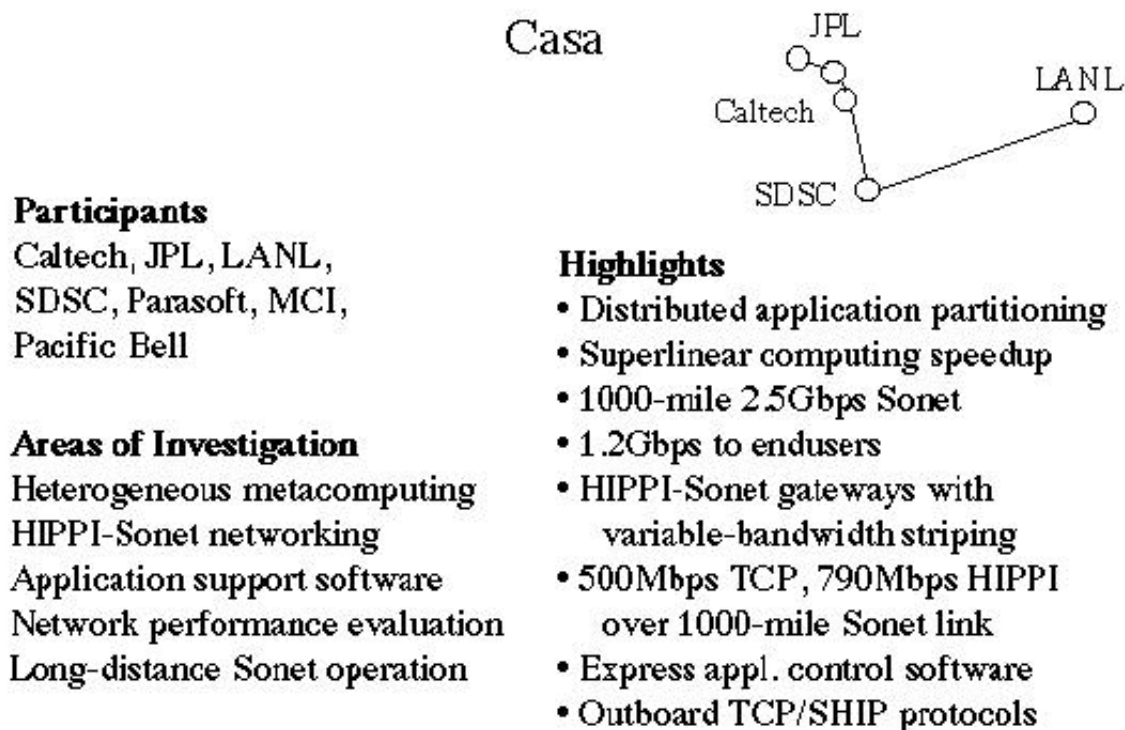 Casa
JPL
LANL
Caltech
SDSC
Participants
Caltech, JPL, LANL,
SDSC, Parasoft, MCI,
Pacific Bell
Areas of Investigation
Heterogeneous metacomputing
HIPPI-Sonet networking
Application support software
Network performance evaluation
Long-distance Sonet operation
Highlights
• Distributed application partitioning
• Superlinear computing speedup
• 1000-mile 2.5Gbps Sonet
• 1.2Gbps to endusers
• HIPPI-Sonet gateways with
variable-bandwidth striping
• 500Mbps TCP, 790Mbps HIPPI
over 1000-mile Sonet link
• Express appl. control software
• Outboard TCP/SHIP protocols